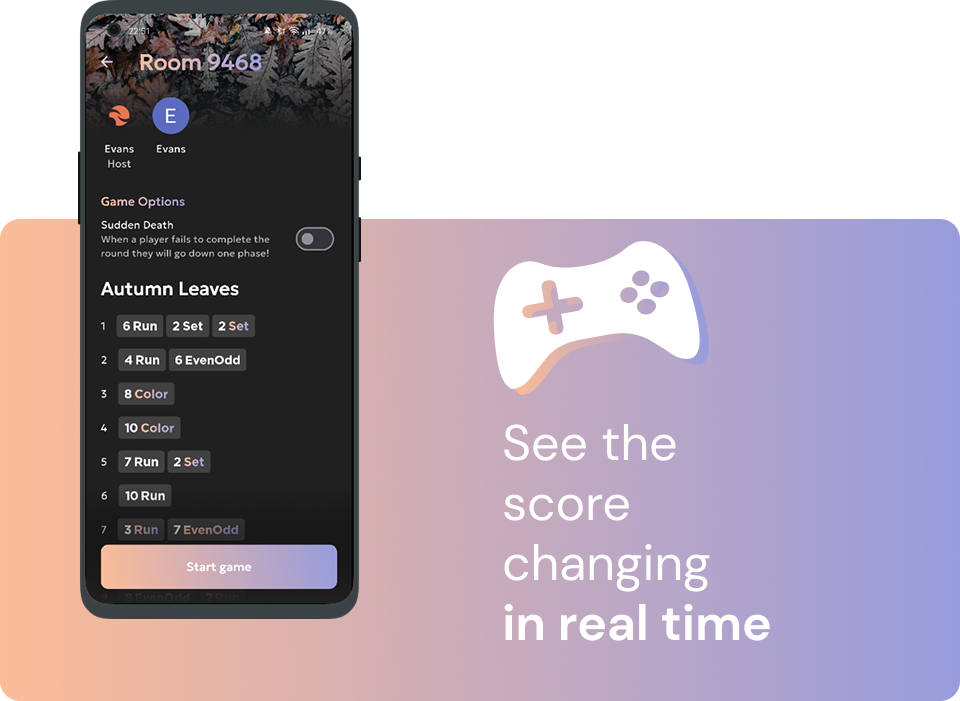 22:51
Room 9468
E
Evans
Host
Evans
Game Options
Sudden Death
When a player fails to complete the
round they will go down one phase!
Autumn Leaves
1 6 Run 2 Set 2 Set
2 4 Run 6 EvenOdd
3 8 Color
4 10 Color
5 7 Run 2 Set
6 10 Run
7 3 Run 7 EvenOdd
Start game
8 EvenOdd 2 Run
See the
score
changing
in real time